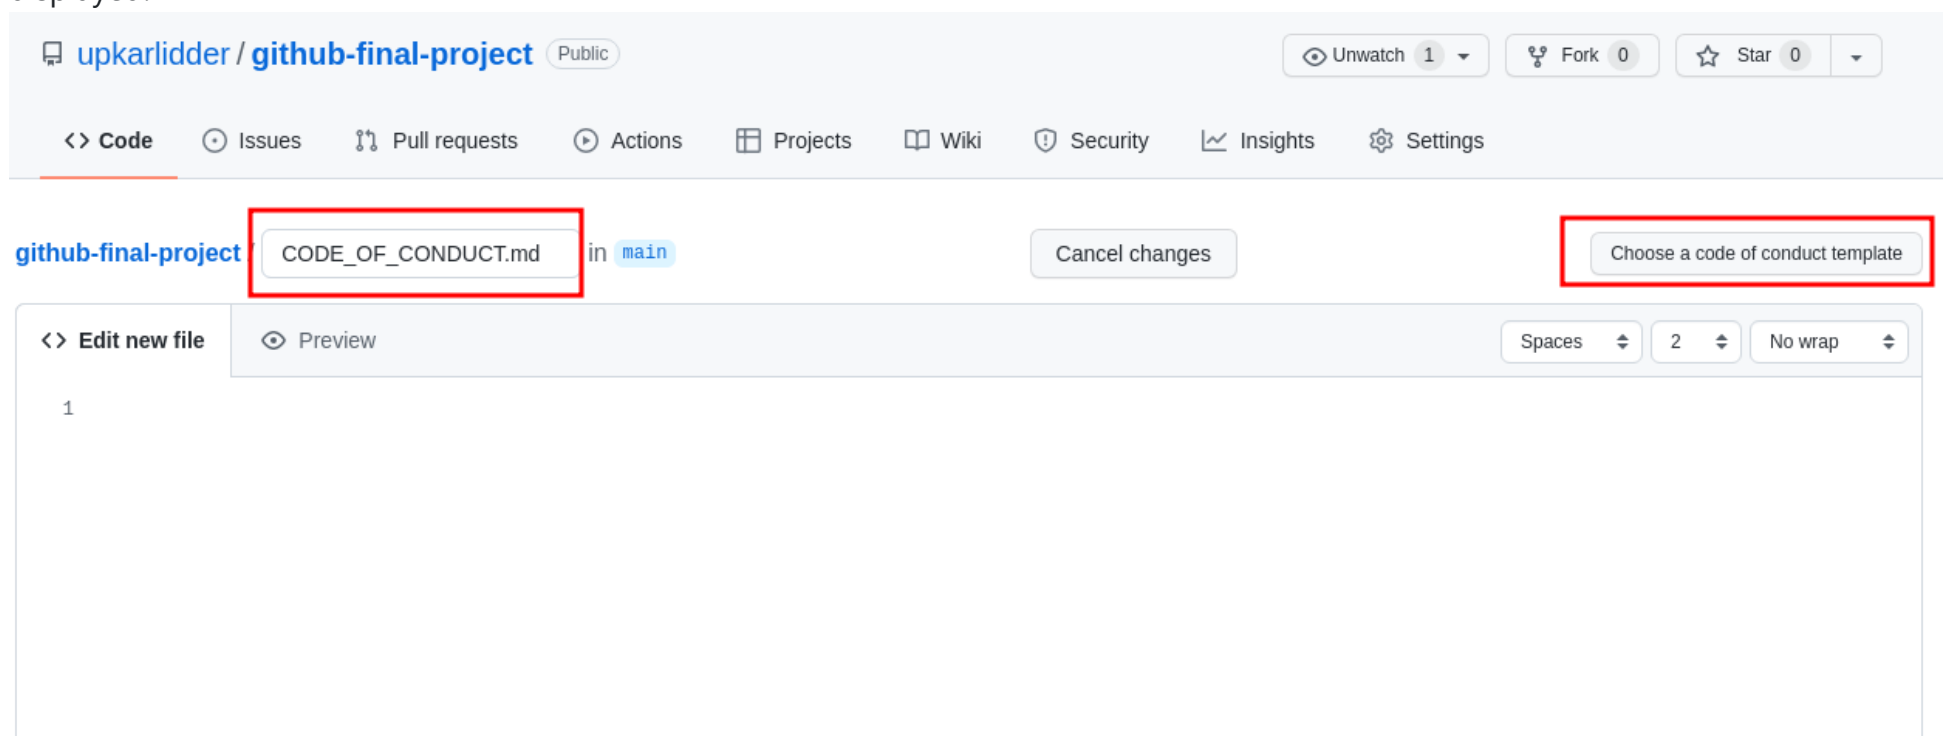 upkarlidder / github-final-project Public Unwatch 1 Fork 0 Star 0
Code Issues Pull requests Actions Projects Wiki Security Insights Settings
github-final-project / CODE_OF_CONDUCT.md in main Cancel changes Choose a code of conduct template
Edit new file Preview Spaces 2 No wrap
1